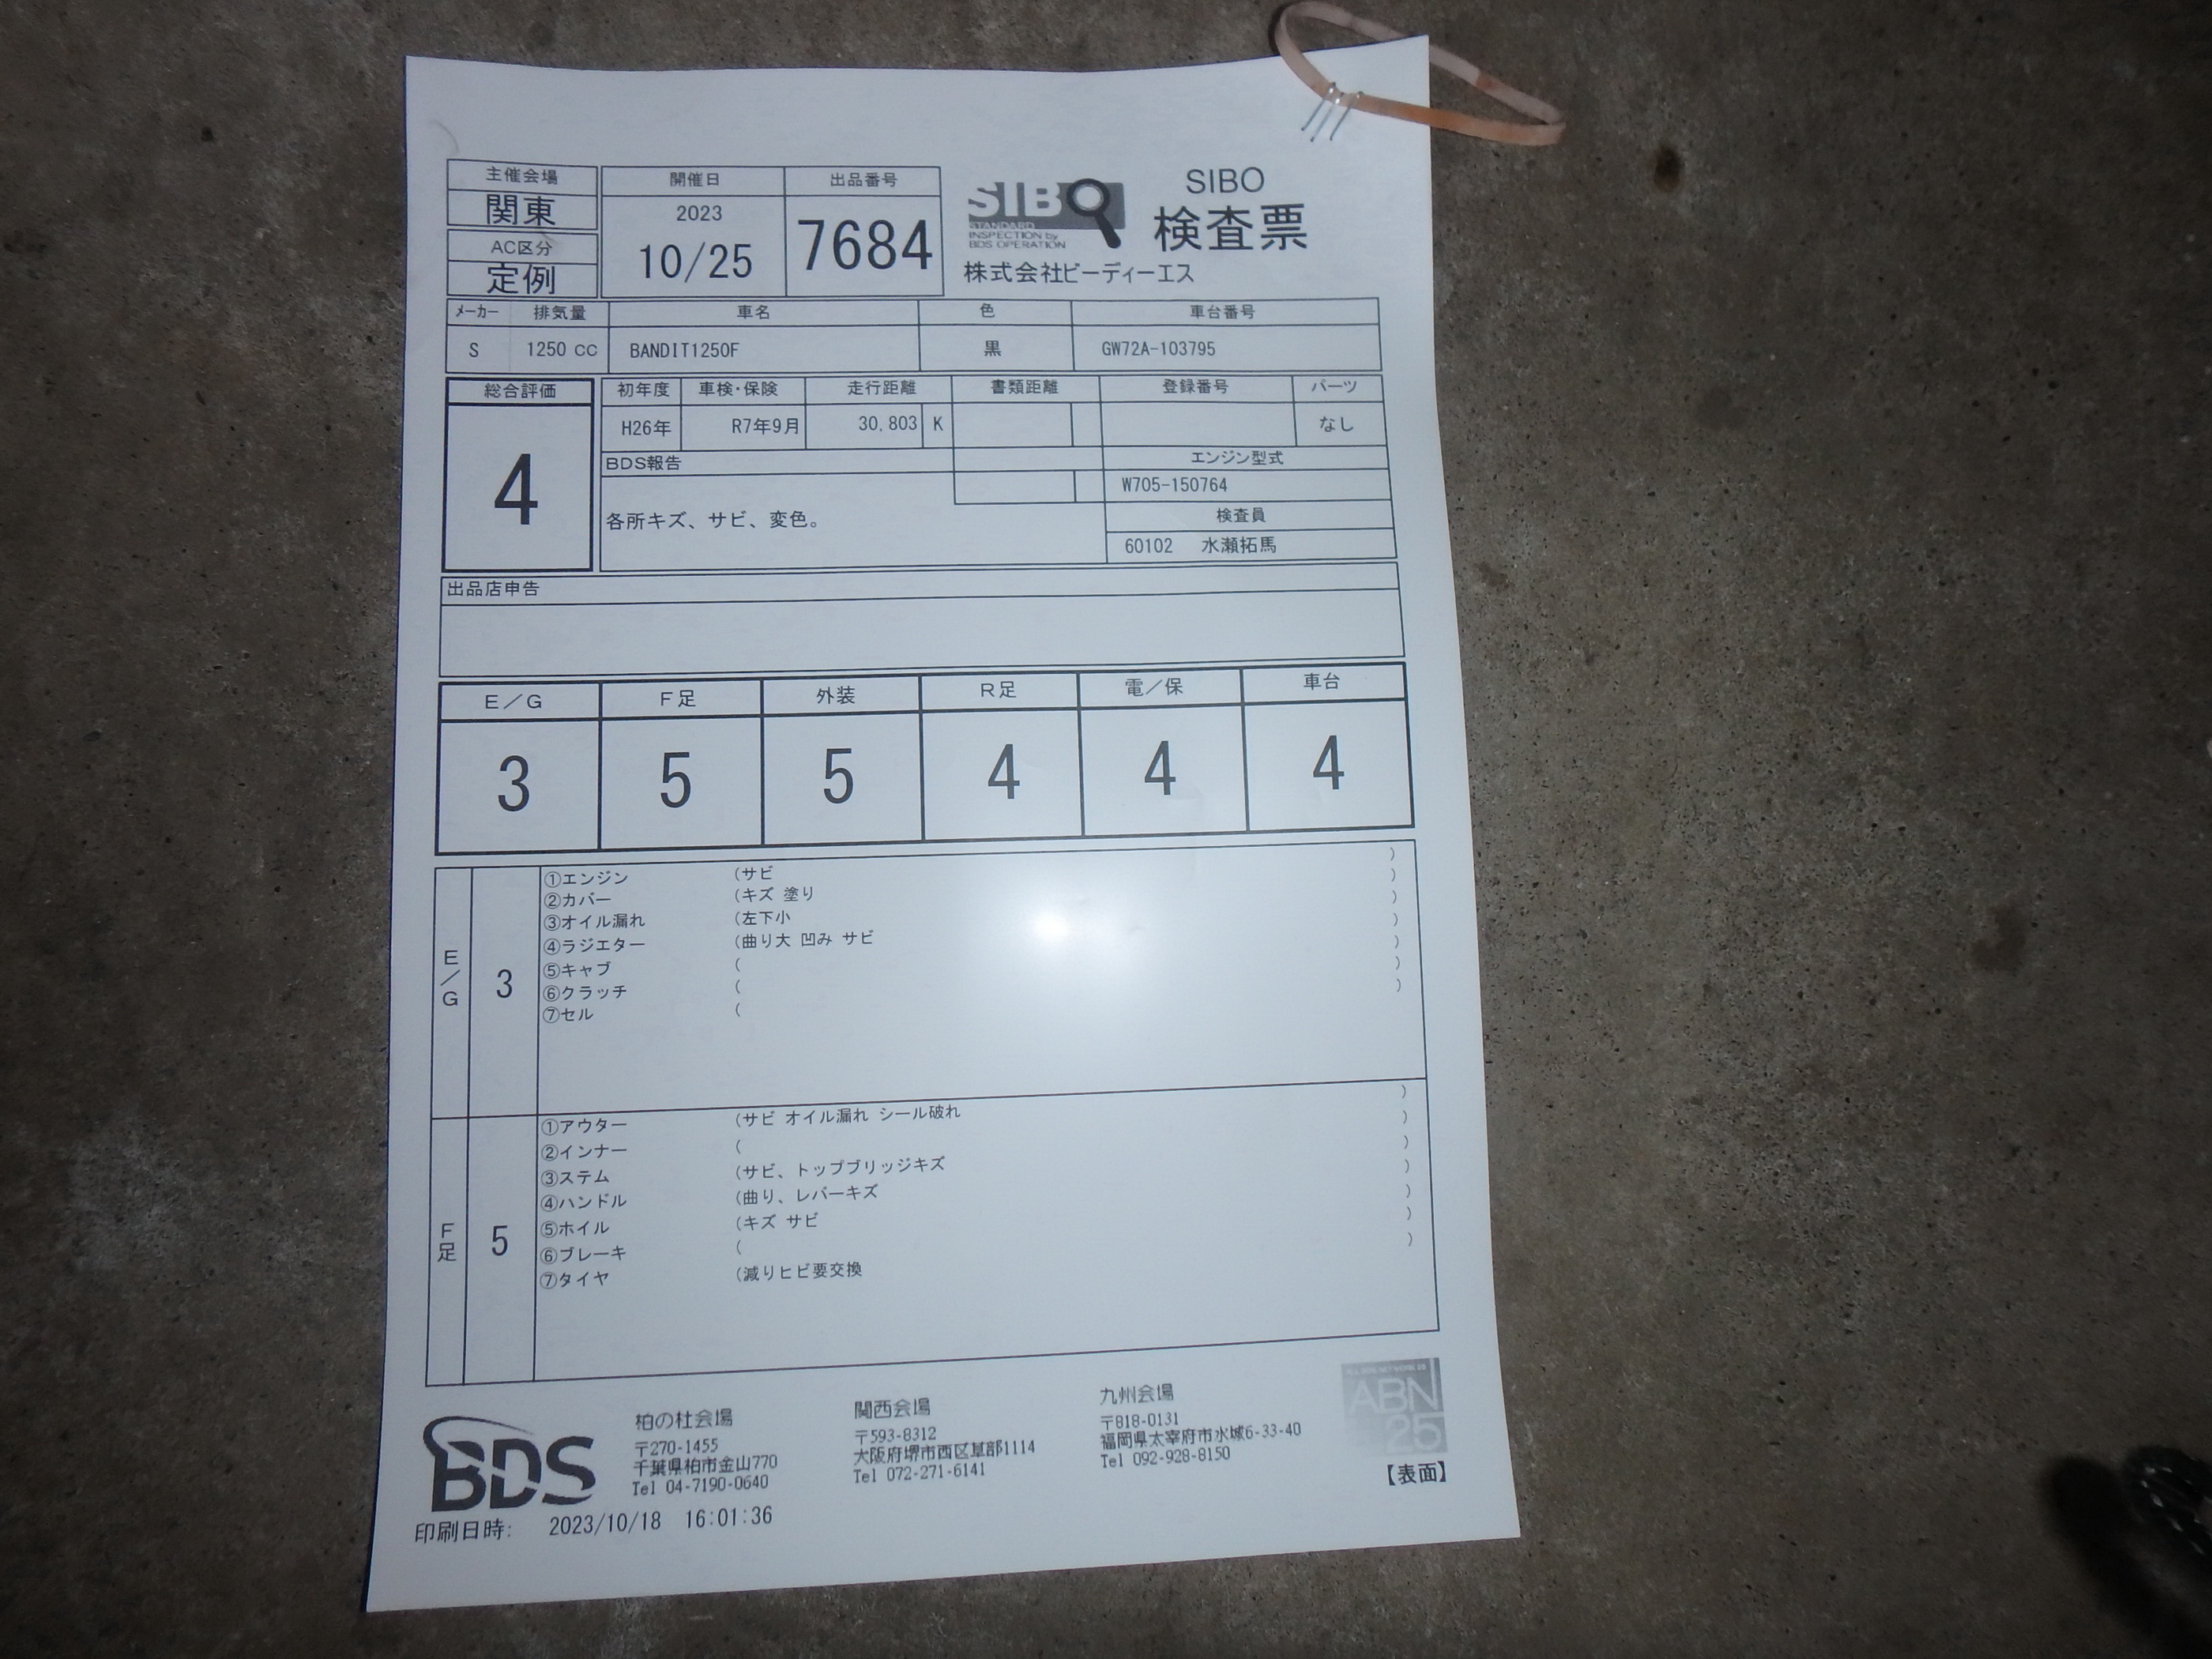 主催会場
関東
AC区分
定例
開催日
2023
10/25
出品番号
7684
SIBO
STANDARD
INSPECTION by
BDS OPERATION
SIBO
検査票
株式会社ビーディーエス
メーカー 排気量 車名 色 車台番号
S 1250 CC BANDIT1250F 黒 GW72A-103795
総合評価
4
初年度 車検・保険 走行距離 書類距離 登録番号 パーツ
H26年 R7年9月 30,803 K なし
BDS報告
各所キズ、サビ、変色。
エンジン型式
W705-150764
検査員
60102 水瀬拓馬
出品店申告
E/G F足 外装 R足 電/保 車台
3 5 5 4 4 4
E/G
3
①エンジン (サビ )
②カバー (キズ 塗り )
③オイル漏れ (左下小 )
④ラジエター (曲り大 凹み サビ )
⑤キャブ ( )
⑥クラッチ ( )
⑦セル ( )
F足
5
①アウター (サビ オイル漏れ シール破れ )
②インナー ( )
③ステム (サビ、トップブリッジキズ )
④ハンドル (曲り、レバーキズ )
⑤ホイル (キズ サビ )
⑥ブレーキ ( )
⑦タイヤ (減りヒビ要交換 )
BDS
柏の杜会場
〒270-1455
千葉県柏市金山770
Tel 04-7190-0640
関西会場
〒593-8312
大阪府堺市西区草部1114
Tel 072-271-6141
九州会場
〒818-0131
福岡県太宰府市水城6-33-40
Tel 092-928-8150
ABN
25
【表面】
印刷日時: 2023/10/18 16:01:36